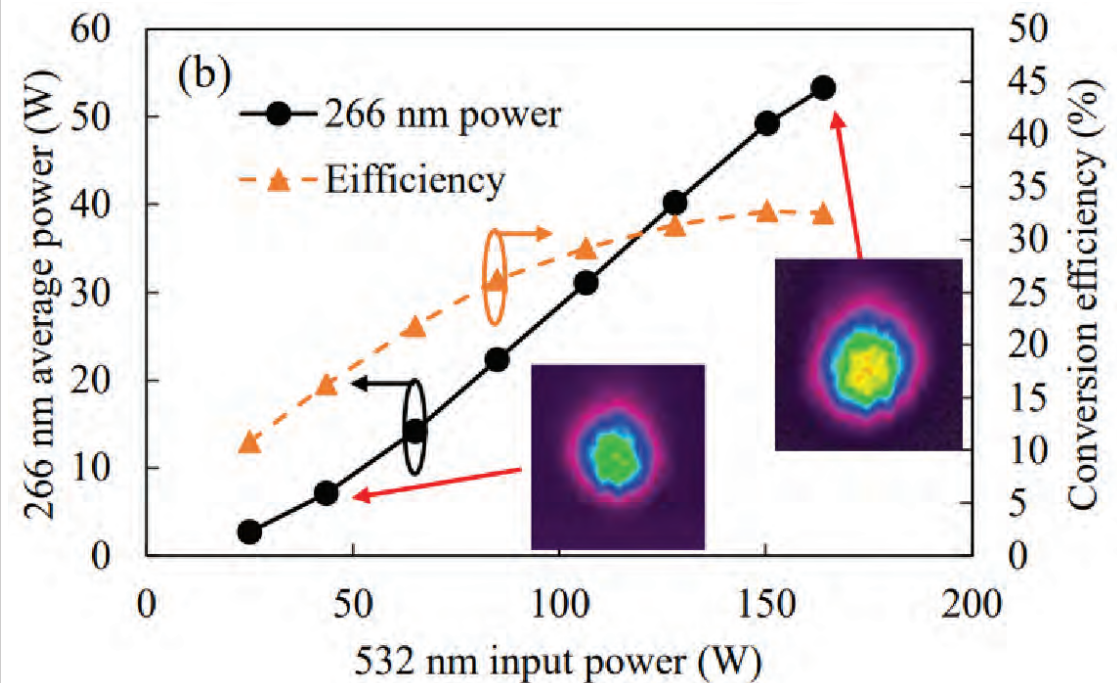 (b)
266 nm power
Eifficiency
266 nm average power (W)
60
50
40
30
20
10
0
Conversion efficiency (%)
50
45
40
35
30
25
20
15
10
5
0
0 50 100 150 200
532 nm input power (W)